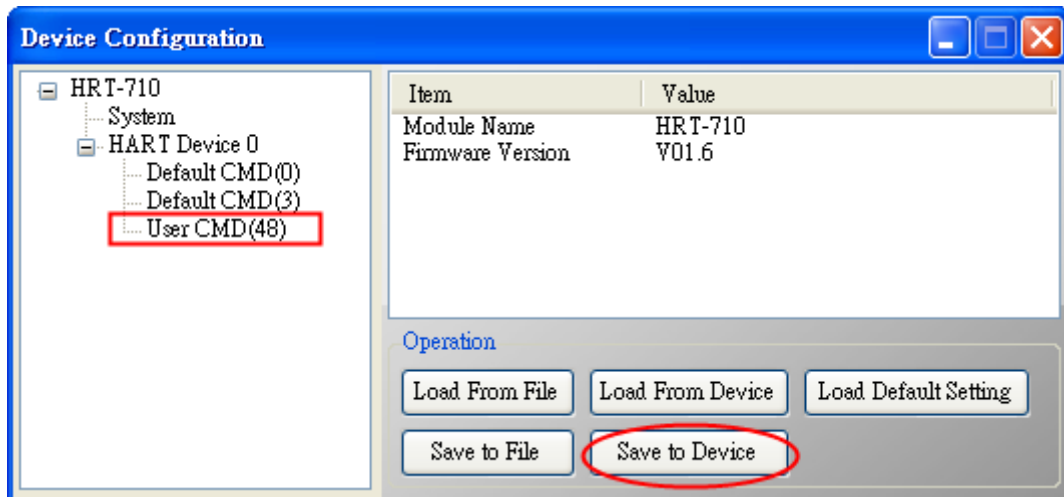 Device Configuration
HRT-710
System
HART Device 0
Default CMD(0)
Default CMD(3)
User CMD(48)
Item Value
Module Name HRT-710
Firmware Version V01.6
Operation
Load From File Load From Device Load Default Setting
Save to File Save to Device